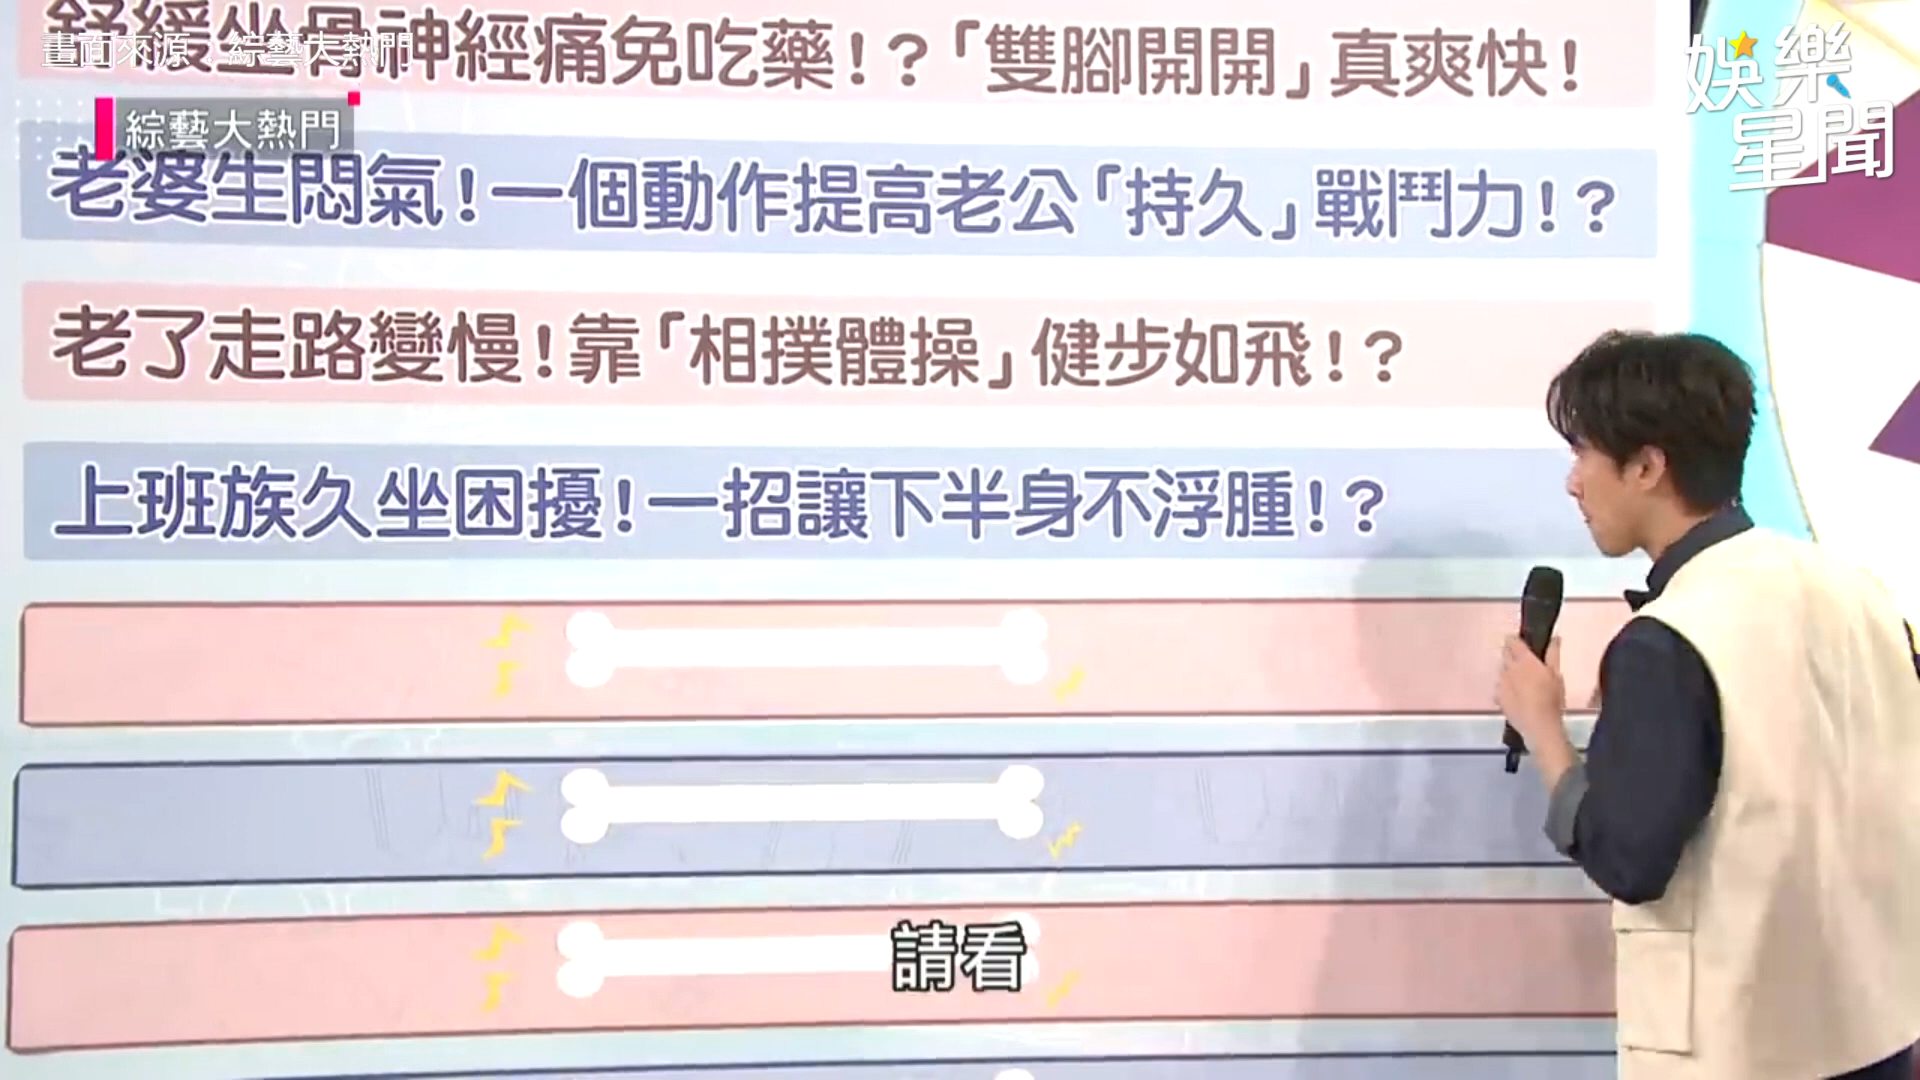 舒緩坐骨神經痛免吃藥!?「雙腳開開」真爽快!
畫面來源:綜藝大熱門
娛樂
星聞
綜藝大熱門
老婆生悶氣!一個動作提高老公「持久」戰鬥力!?
老了走路變慢!靠「相撲體操」健步如飛!?
上班族久坐困擾!一招讓下半身不浮腫!?
請看